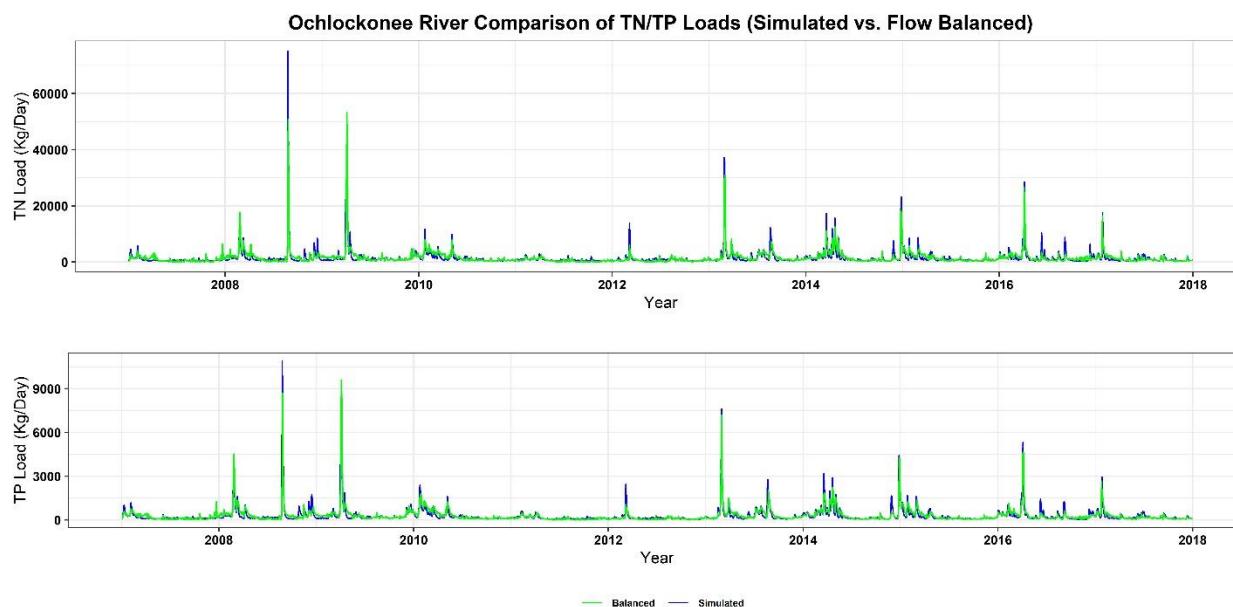 Ochlockonee River Comparison of TN/TP Loads (Simulated vs. Flow Balanced)
TN Load (Kg/Day)
60000
40000
20000
0
2008 2010 2012 2014 2016 2018
Year
TP Load (Kg/Day)
9000
6000
3000
0
2008 2010 2012 2014 2016 2018
Year
Balanced Simulated